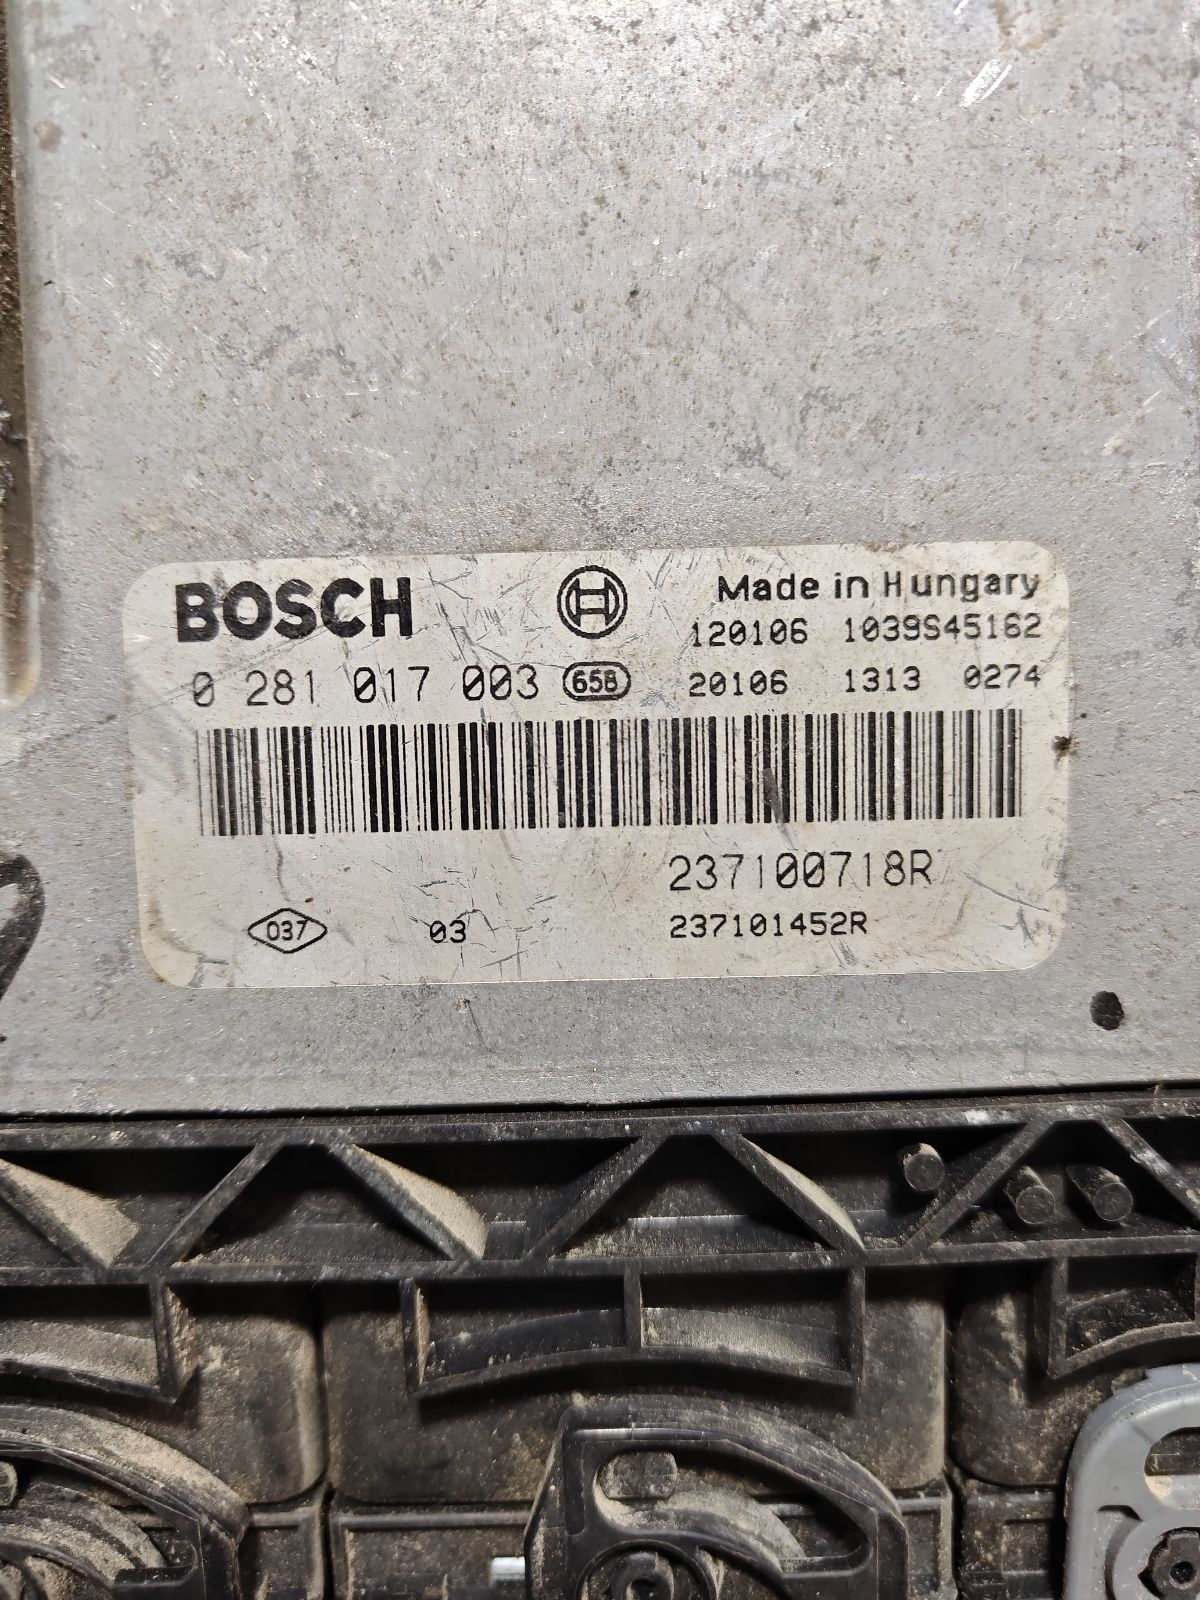 BOSCH
Made in Hungary
120106 1039S45162
0 281 017 003 658 20106 1313 0274
237100718R
037 03 237101452R